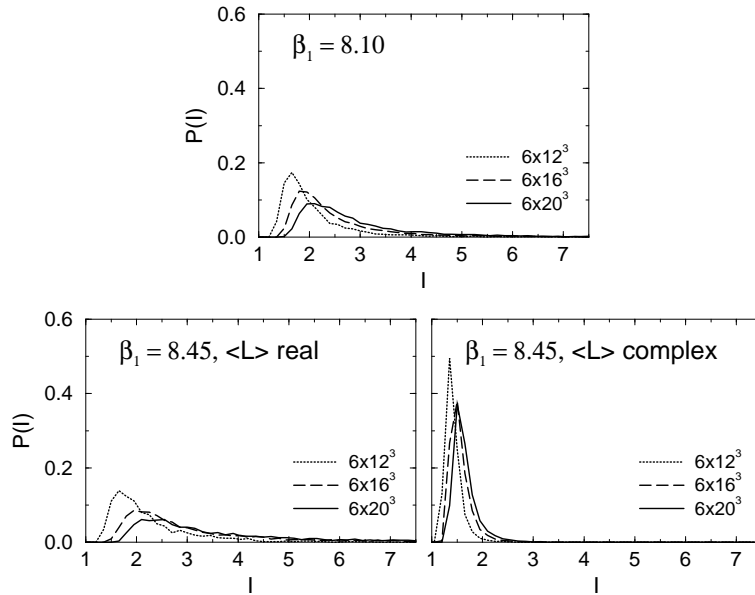 0.6
β₁ = 8.10
0.4
P(I)
0.2
6x12³
6x16³
6x20³
0.0
1 2 3 4 5 6 7
I
0.6
β₁ = 8.45, <L> real
0.4
P(I)
0.2
6x12³
6x16³
6x20³
0.0
1 2 3 4 5 6 7
I
β₁ = 8.45, <L> complex
6x12³
6x16³
6x20³
1 2 3 4 5 6 7
I